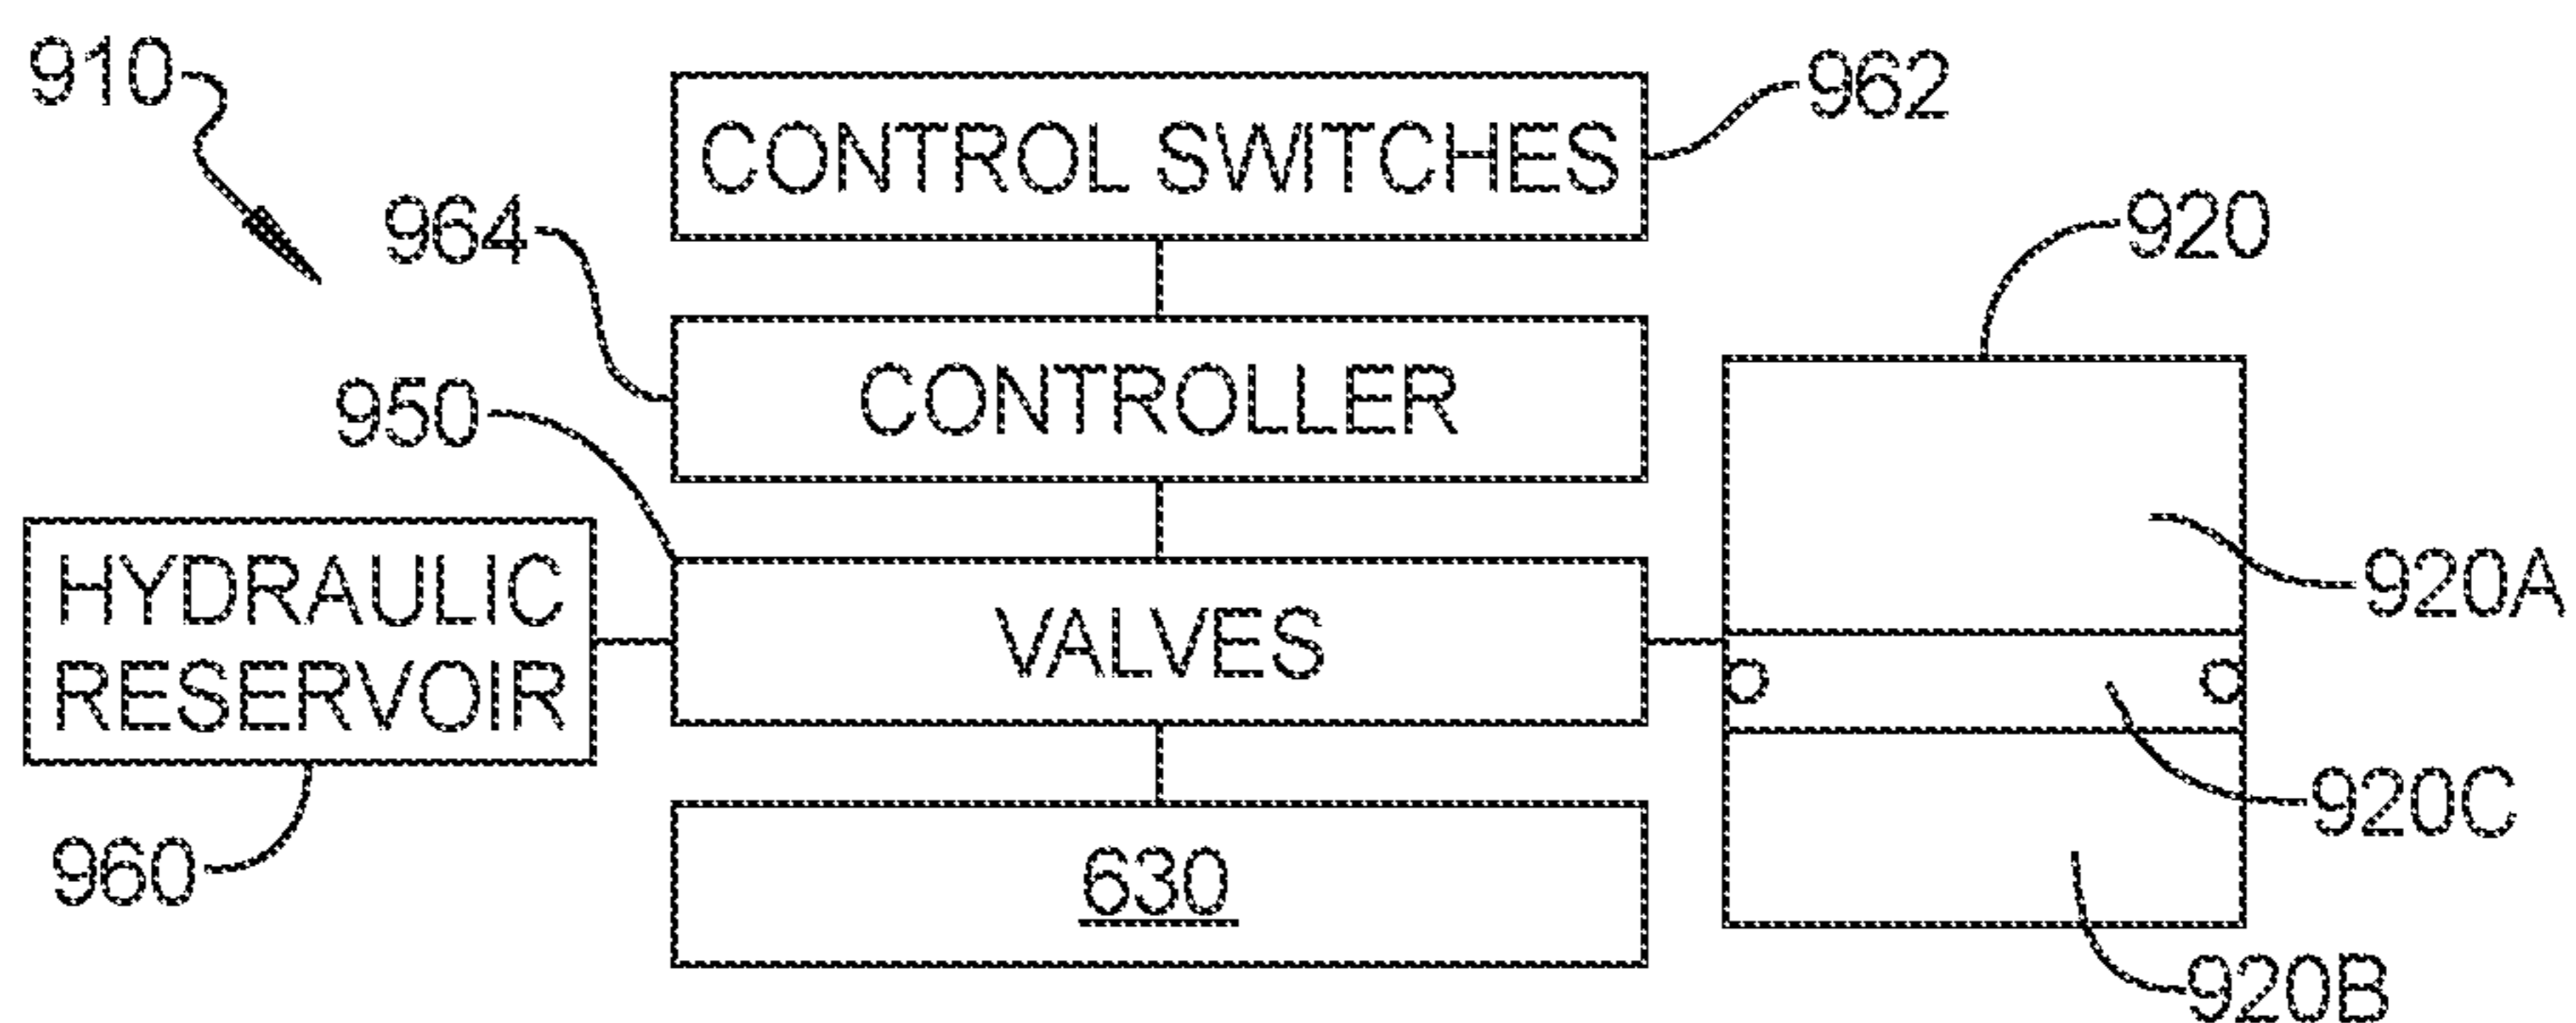 910
CONTROL SWITCHES
962
964
920
CONTROLLER
950
HYDRAULIC
RESERVOIR
VALVES
920A
920C
960
630
920B